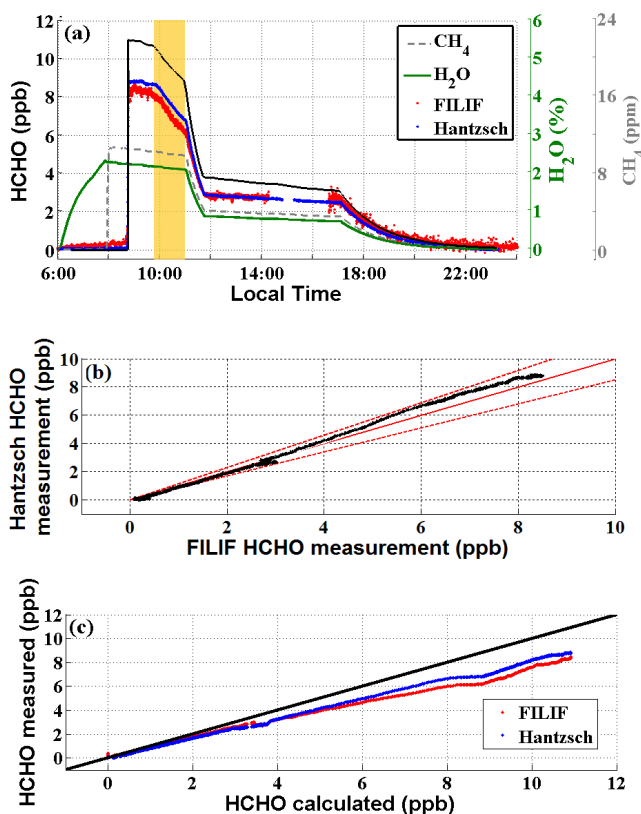 (a)
CH4
H2O
FILIF
Hantzsch
HCHO (ppb)
12
10
8
6
4
2
0
6
5
4
3
2
1
0
H2O (%)
24
16
8
0
CH4 (ppm)
6:00 10:00 14:00 18:00 22:00
Local Time
(b)
Hantzsch HCHO
measurement (ppb)
10
8
6
4
2
0
0 2 4 6 8 10
FILIF HCHO measurement (ppb)
(c)
HCHO measured (ppb)
12
10
8
6
4
2
0
FILIF
Hantzsch
0 2 4 6 8 10 12
HCHO calculated (ppb)